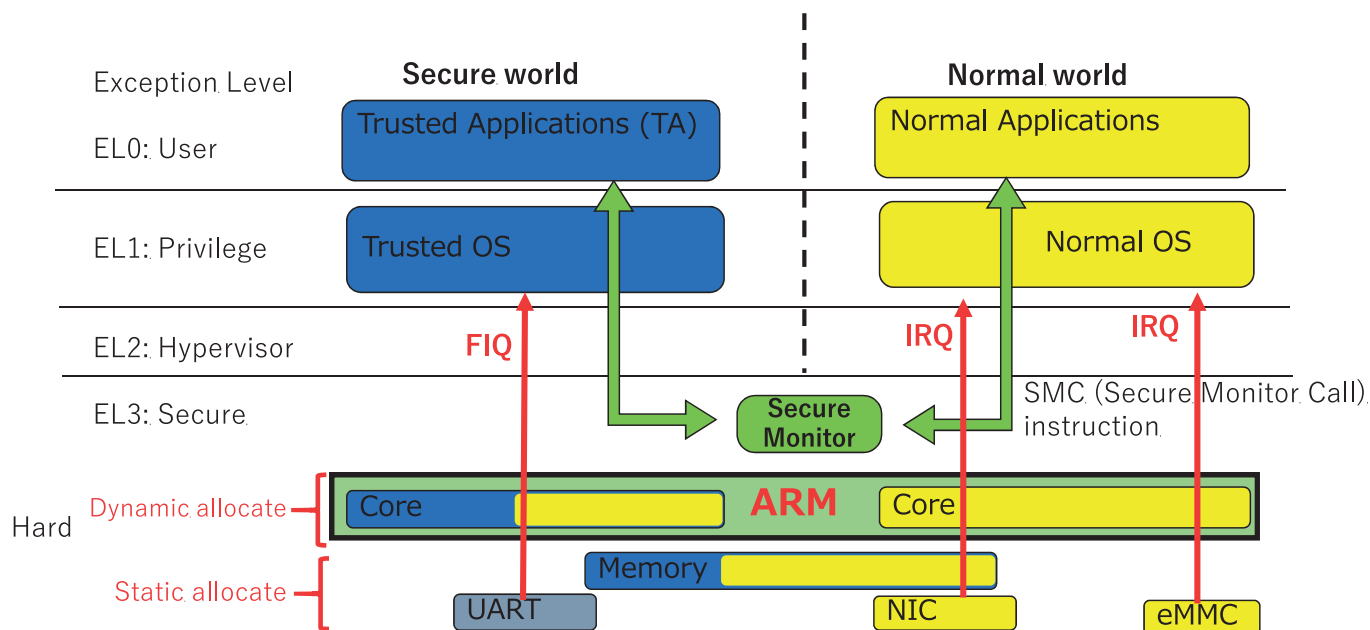 Secure world
Normal world
Exception Level
Trusted Applications (TA)
Normal Applications
EL0: User
EL1: Privilege
Trusted OS
Normal OS
FIQ
IRQ
IRQ
EL2: Hypervisor
EL3: Secure
Secure
Monitor
SMC (Secure Monitor Call)
instruction
Dynamic allocate
Core
ARM
Core
Hard
Memory
Static allocate
UART
NIC
eMMC